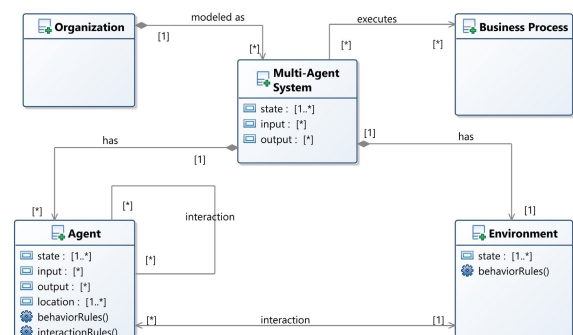 modeled as
executes
Organization
Business Process
[1]
[*]
[*]
[*]
Multi-Agent
System
state : [1..*]
input : [*]
output : [*]
has
[1]
[1]
has
[*]
[*]
interaction
[1]
Agent
[*]
Environment
state : [1..*]
input : [*]
output : [*]
location : [1..*]
behaviorRules()
interactionRules()
state : [1..*]
behaviorRules()
[*]
interaction
[1]